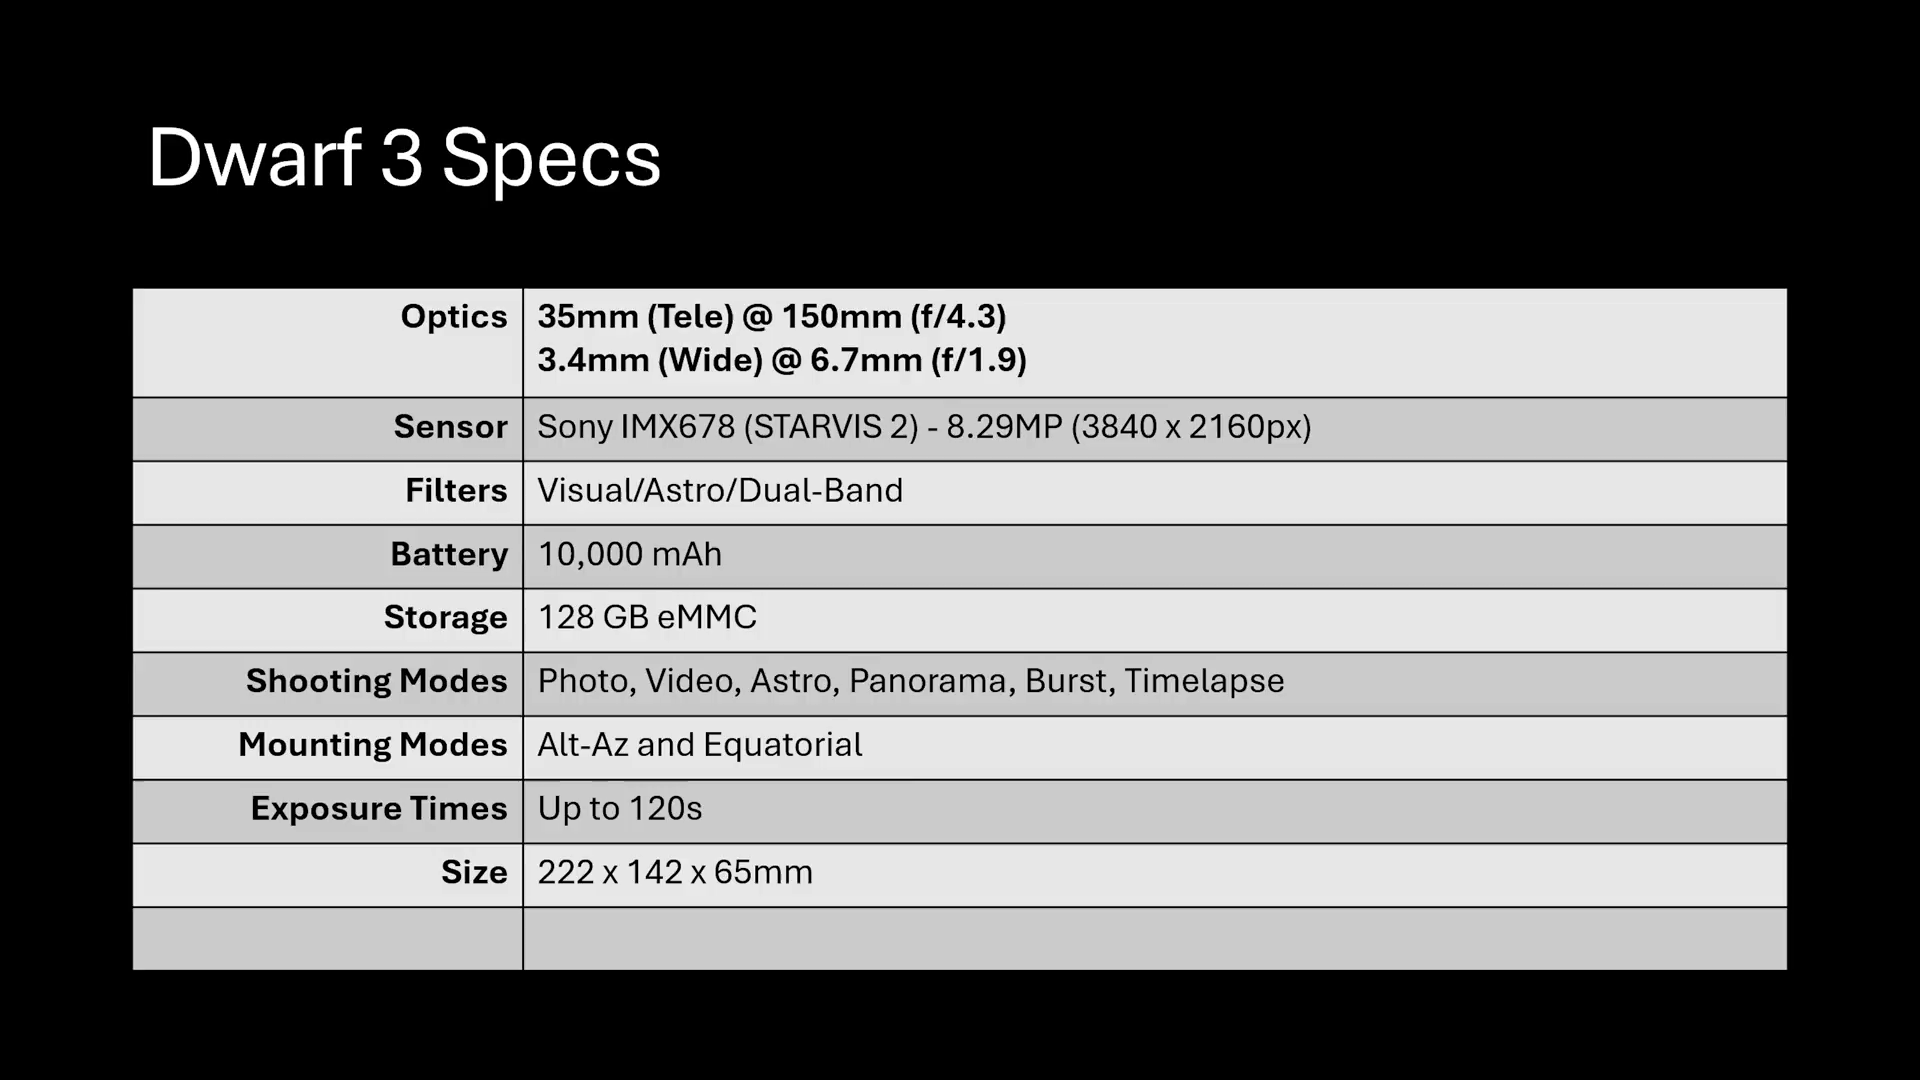 Dwarf 3 Specs
Optics
35mm (Tele) @ 150mm (f/4.3)
3.4mm (Wide) @ 6.7mm (f/1.9)
Sensor
Sony IMX678 (STARVIS 2) - 8.29MP (3840 x 2160px)
Filters
Visual/Astro/Dual-Band
Battery
10,000 mAh
Storage
128 GB eMMC
Shooting Modes
Photo, Video, Astro, Panorama, Burst, Timelapse
Mounting Modes
Alt-Az and Equatorial
Exposure Times
Up to 120s
Size
222 x 142 x 65mm